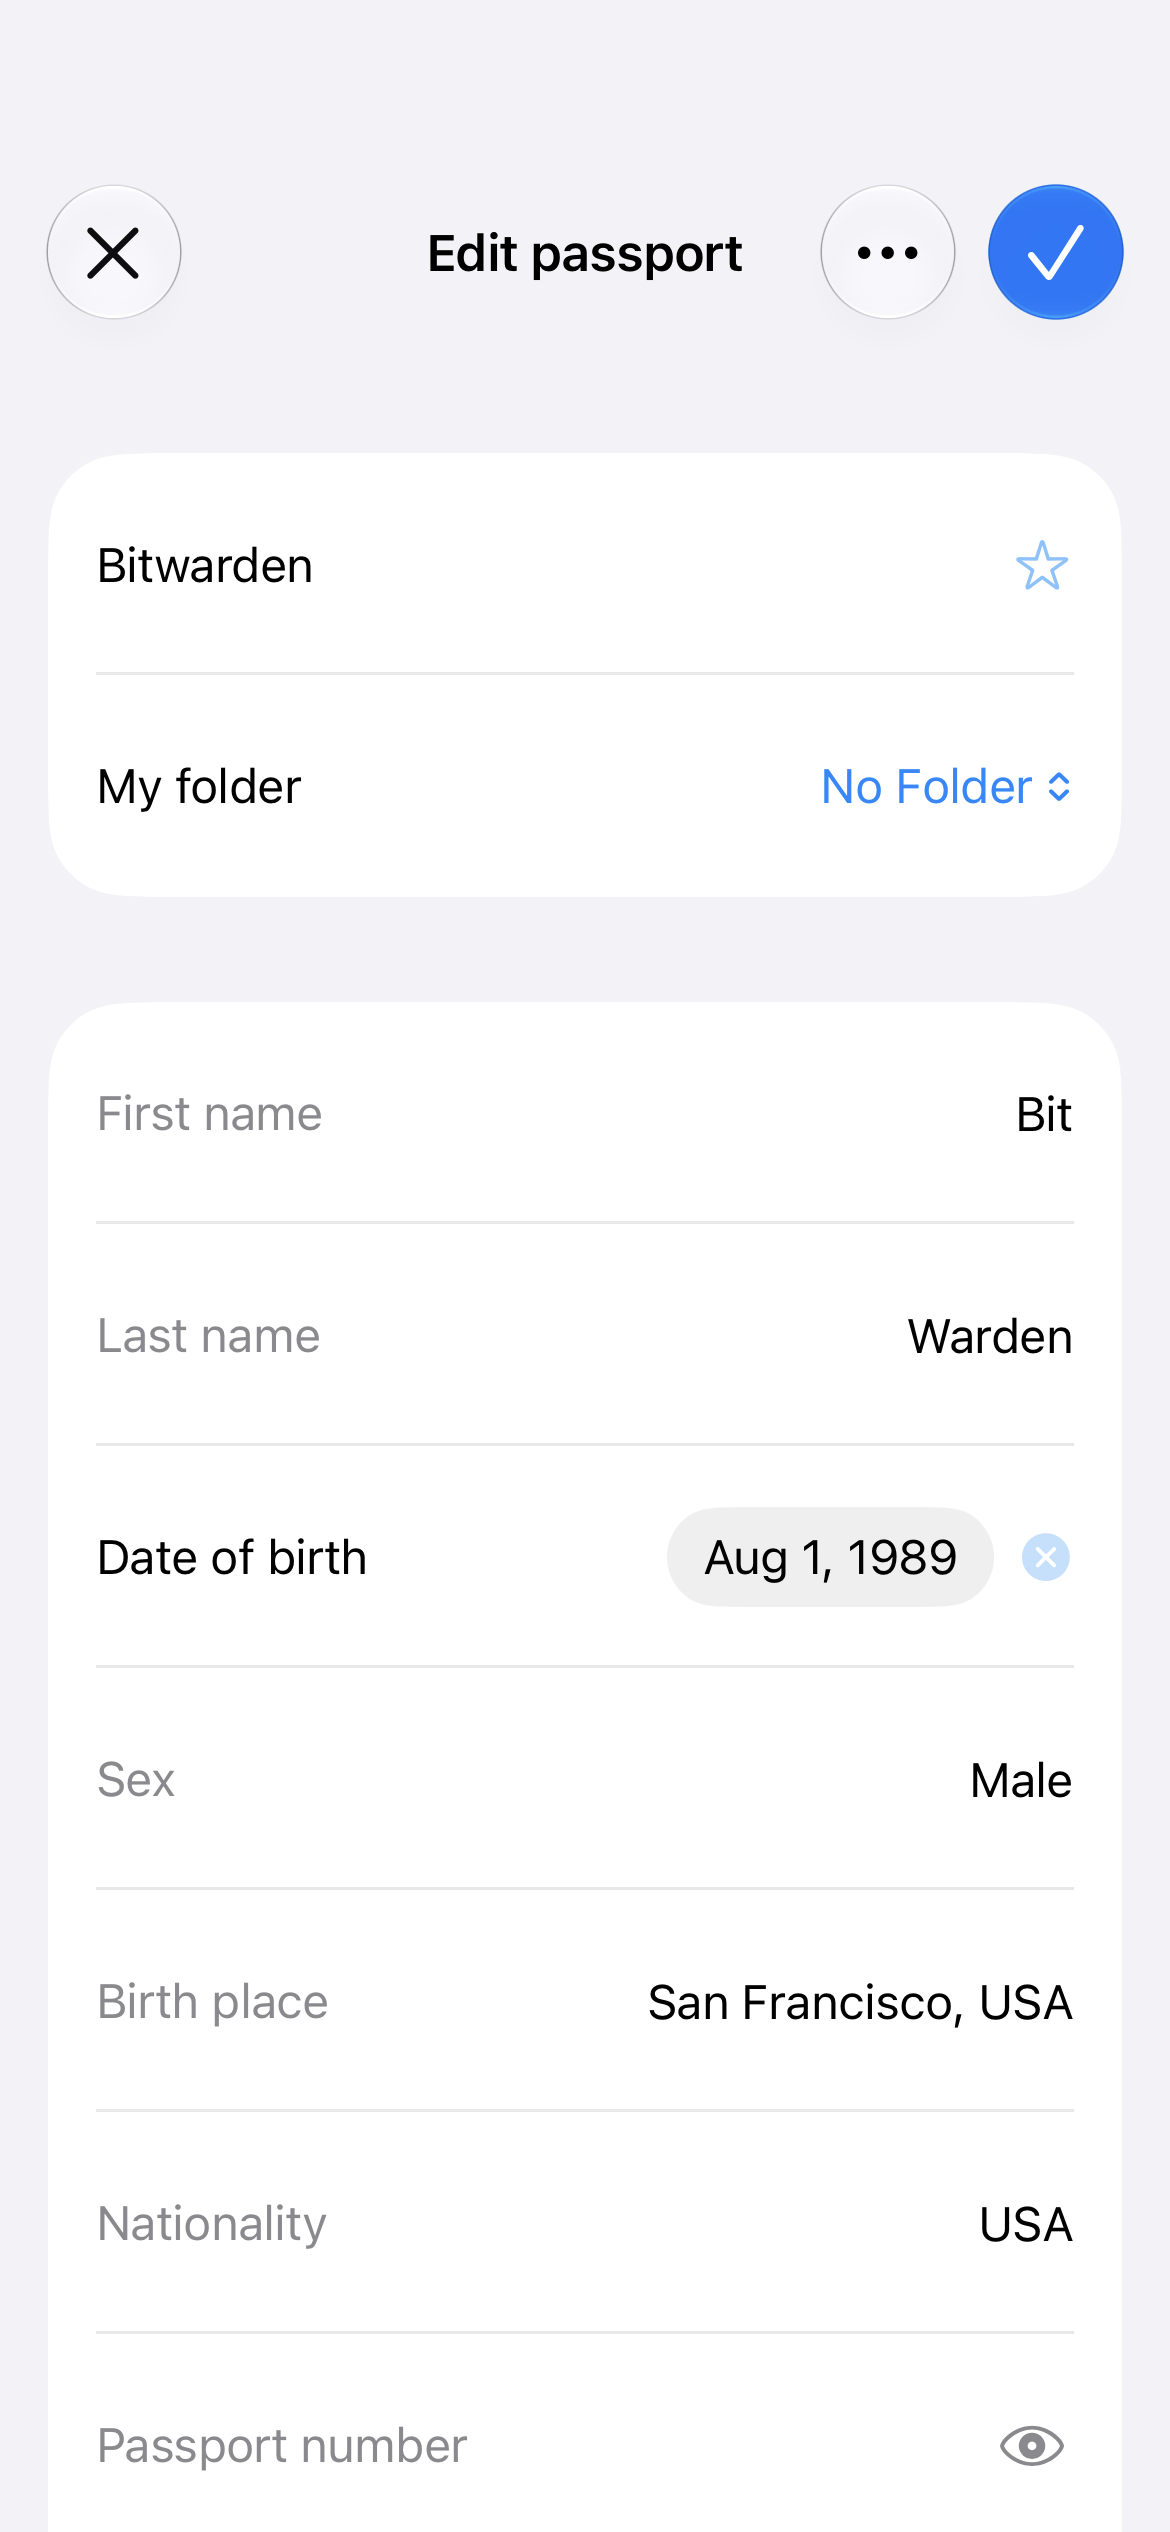 Edit passport
Bitwarden
My folder No Folder
First name Bit
Last name Warden
Date of birth Aug 1, 1989
Sex Male
Birth place San Francisco, USA
Nationality USA
Passport number